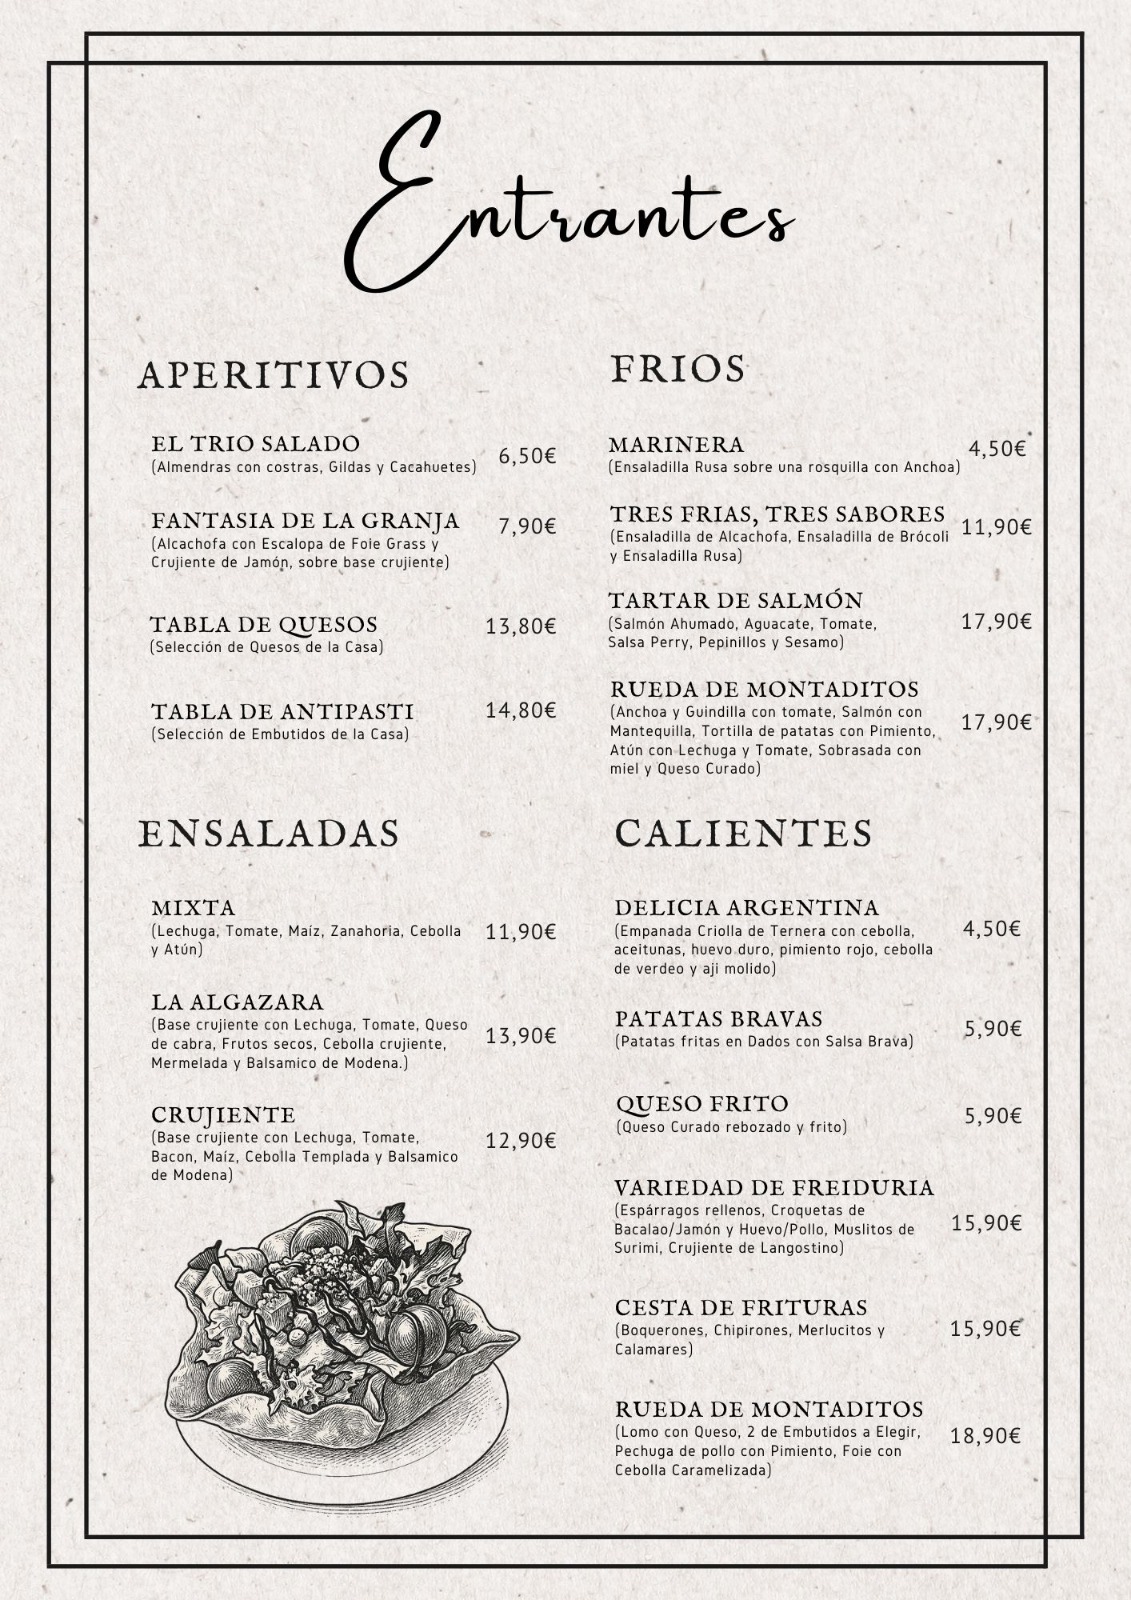 Entrantes
APERITIVOS
EL TRIO SALADO
6,50€
(Almendras con costras, Gildas y Cacahuetes)
FANTASIA DE LA GRANJA
7,90€
(Alcachofa con Escalopa de Foie Grass y
Crujiente de Jamón, sobre base crujiente)
TABLA DE QUESOS
13,80€
(Selección de Quesos de la Casa)
TABLA DE ANTIPASTI
14,80€
(Selección de Embutidos de la Casa)
FRIOS
MARINERA
4,50€
(Ensaladilla Rusa sobre una rosquilla con Anchoa)
TRES FRIAS, TRES SABORES
11,90€
(Ensaladilla de Alcachofa, Ensaladilla de Brócoli
y Ensaladilla Rusa)
TARTAR DE SALMÓN
17,90€
(Salmón Ahumado, Aguacate, Tomate,
Salsa Perry, Pepinillos y Sesamo)
RUEDA DE MONTADITOS
(Anchoa y Guindilla con tomate, Salmón con
17,90€
Mantequilla, Tortilla de patatas con Pimiento,
Atún con Lechuga y Tomate, Sobrasada con
miel y Queso Curado)
ENSALADAS
MIXTA
(Lechuga, Tomate, Maíz, Zanahoria, Cebolla
11,90€
y Atún)
LA ALGAZARA
(Base crujiente con Lechuga, Tomate, Queso
13,90€
de cabra, Frutos secos, Cebolla crujiente,
Mermelada y Balsamico de Modena.)
CRUJIENTE
(Base crujiente con Lechuga, Tomate,
12,90€
Bacon, Maíz, Cebolla Templada y Balsamico
de Modena)
CALIENTES
DELICIA ARGENTINA
(Empanada Criolla de Ternera con cebolla,
4,50€
aceitunas, huevo duro, pimiento rojo, cebolla
de verdeo y aji molido)
PATATAS BRAVAS
5,90€
(Patatas fritas en Dados con Salsa Brava)
QUESO FRITO
5,90€
(Queso Curado rebozado y frito)
VARIEDAD DE FREIDURIA
(Espárragos rellenos, Croquetas de
15,90€
Bacalao/Jamón y Huevo/Pollo, Muslitos de
Surimi, Crujiente de Langostino)
CESTA DE FRITURAS
15,90€
(Boquerones, Chipirones, Merlucitos y
Calamares)
RUEDA DE MONTADITOS
(Lomo con Queso, 2 de Embutidos a Elegir,
18,90€
Pechuga de pollo con Pimiento, Foie con
Cebolla Caramelizada)